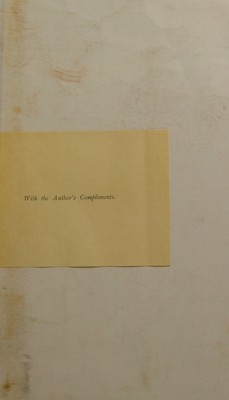 With the Author's Compliments.